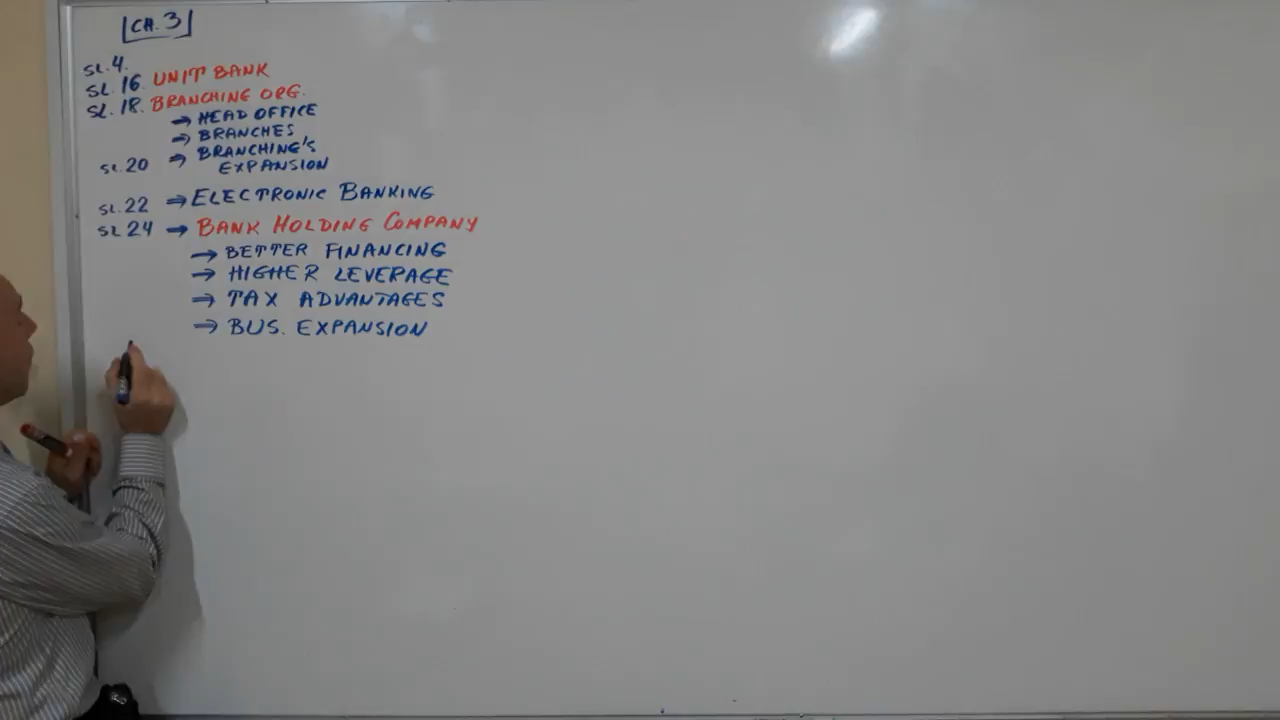 CH. 3
SL. 4.
SL. 16. UNIT BANK
SL. 18. BRANCHING ORG.
→ HEAD OFFICE
→ BRANCHES
SL. 20 → BRANCHING'S
EXPANSION
SL. 22 → ELECTRONIC BANKING
SL 24 → BANK HOLDING COMPANY
→ BETTER FINANCING
→ HIGHER LEVERAGE
→ TAX ADVANTAGES
→ BUS. EXPANSION